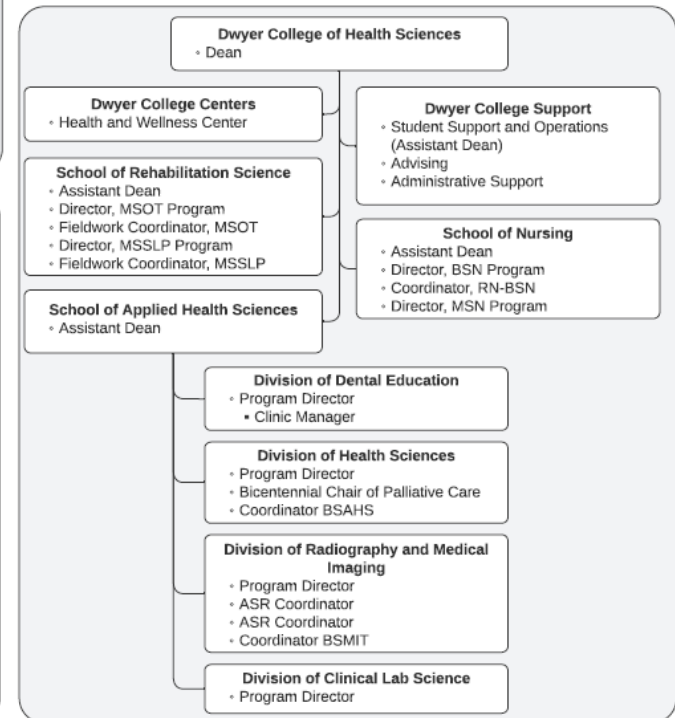 Dwyer College of Health Sciences
◦ Dean
Dwyer College Centers
◦ Health and Wellness Center
Dwyer College Support
◦ Student Support and Operations
(Assistant Dean)
◦ Advising
◦ Administrative Support
School of Rehabilitation Science
◦ Assistant Dean
◦ Director, MSOT Program
◦ Fieldwork Coordinator, MSOT
◦ Director, MSSLP Program
◦ Fieldwork Coordinator, MSSLP
School of Nursing
◦ Assistant Dean
◦ Director, BSN Program
◦ Coordinator, RN-BSN
◦ Director, MSN Program
School of Applied Health Sciences
◦ Assistant Dean
Division of Dental Education
◦ Program Director
▪ Clinic Manager
Division of Health Sciences
◦ Program Director
◦ Bicentennial Chair of Palliative Care
◦ Coordinator BSAHS
Division of Radiography and Medical
Imaging
◦ Program Director
◦ ASR Coordinator
◦ ASR Coordinator
◦ Coordinator BSMIT
Division of Clinical Lab Science
◦ Program Director